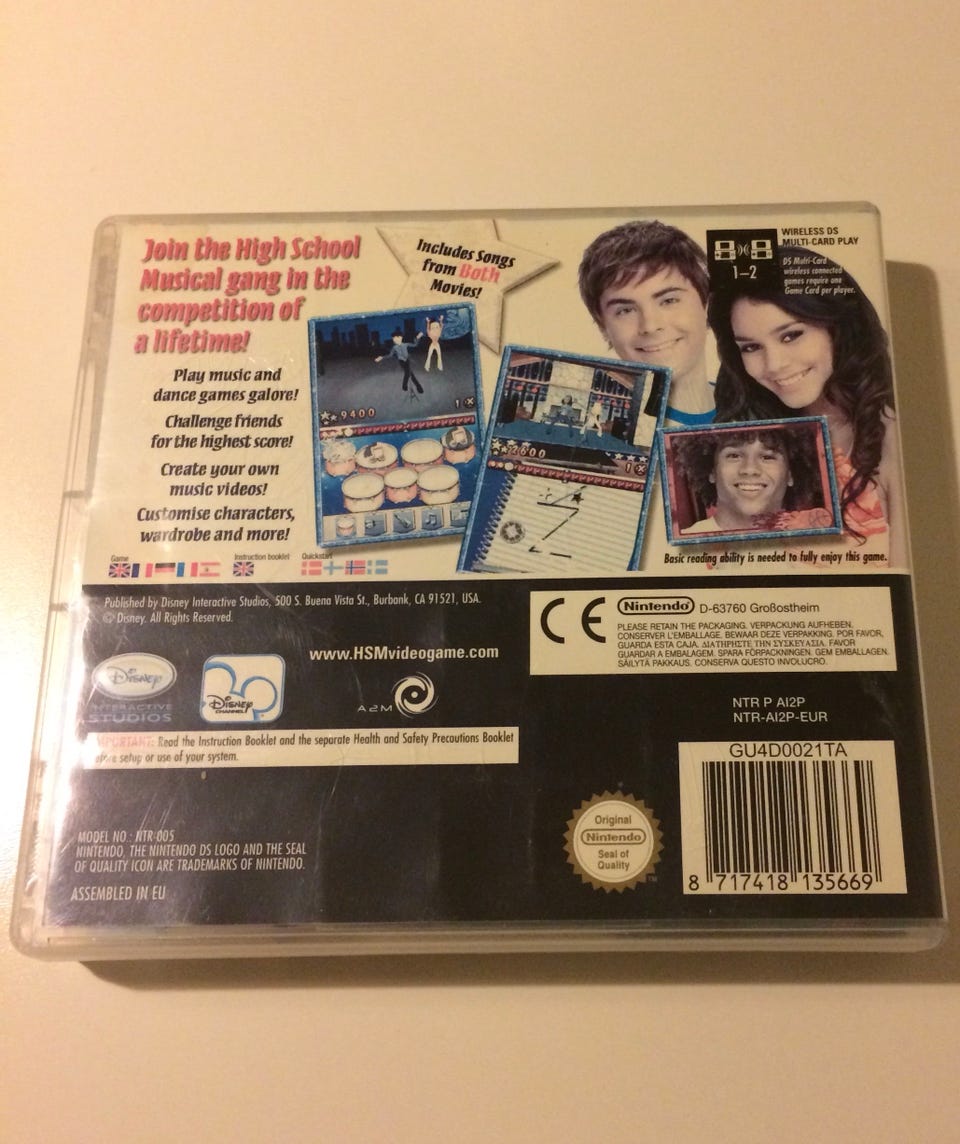 Join the High School
Musical gang in the
competition of
a lifetime!
Play music and
dance games galore!
Challenge friends
for the highest score!
Create your own
music videos!
Customise characters,
wardrobe and more!
Includes Songs
from Both
Movies!
WIRELESS DS
MULTI-CARD PLAY
1–2
DS Multi-Card
wireless connected
games require one
Game Card per player.
9400
1 X
2600
1 X
Basic reading ability is needed to fully enjoy this game.
Game
Instruction booklet
Quickstart
Published by Disney Interactive Studios, 500 S. Buena Vista St., Burbank, CA 91521, USA.
© Disney. All Rights Reserved.
www.HSMvideogame.com
Disney
INTERACTIVE
STUDIOS
Disney
CHANNEL
A2M
IMPORTANT: Read the Instruction Booklet and the separate Health and Safety Precautions Booklet
before setup or use of your system.
CE
Nintendo D-63760 Großostheim
PLEASE RETAIN THE PACKAGING. VERPACKUNG AUFHEBEN.
CONSERVER L'EMBALLAGE. BEWAAR DEZE VERPAKKING. POR FAVOR,
GUARDA ESTA CAJA. ΔΙΑΤΗΡΗΣΤΕ ΤΗΝ ΣΥΣΚΕΥΑΣΙΑ. FAVOR
GUARDAR A EMBALAGEM. SPARA FÖRPACKNINGEN. GEM EMBALLAGEN.
SÄILYTÄ PAKKAUS. CONSERVA QUESTO INVOLUCRO.
NTR P AI2P
NTR-AI2P-EUR
GU4D0021TA
8 717418 135669
Original
Nintendo
Seal of
Quality
TM
MODEL NO.: NTR-005
NINTENDO, THE NINTENDO DS LOGO AND THE SEAL
OF QUALITY ICON ARE TRADEMARKS OF NINTENDO.
ASSEMBLED IN EU